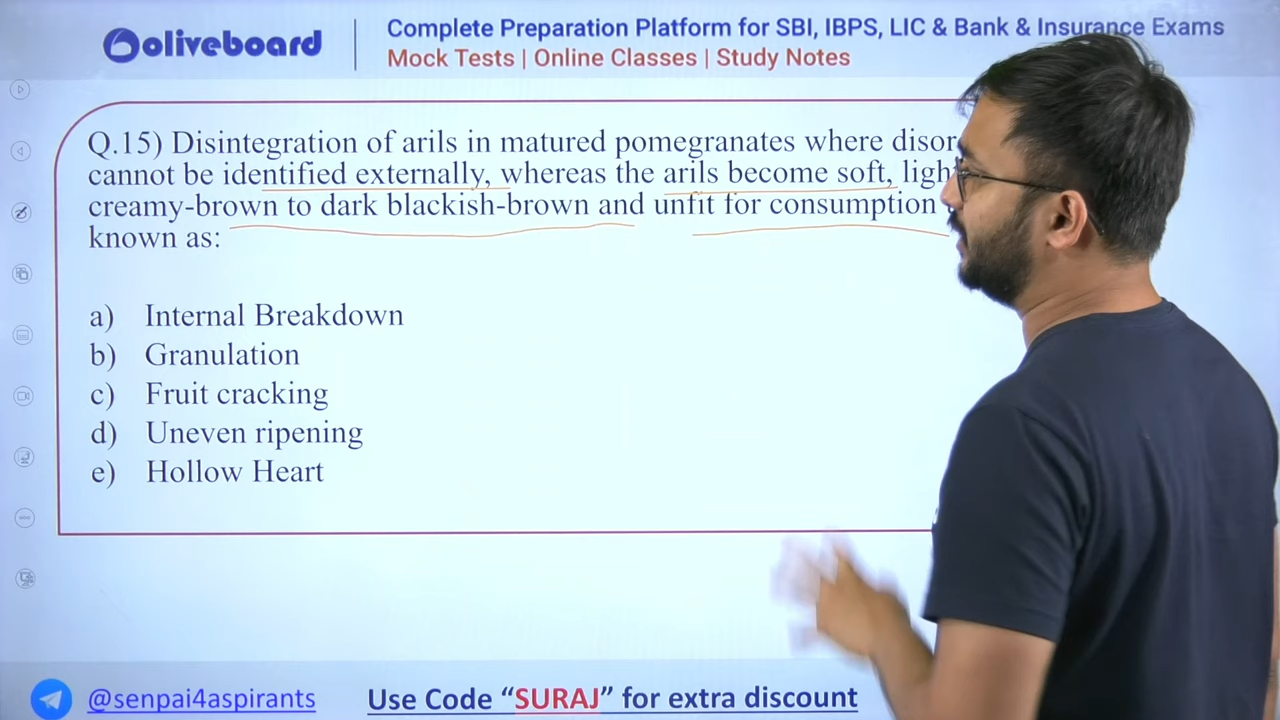 oliveboard
Complete Preparation Platform for SBI, IBPS, LIC & Bank & Insurance Exams
Mock Tests | Online Classes | Study Notes
Q.15) Disintegration of arils in matured pomegranates where
cannot be identified externally, whereas the arils become soft,
creamy-brown to dark blackish-brown and unfit for consumption
known as:
a) Internal Breakdown
b) Granulation
c) Fruit cracking
d) Uneven ripening
e) Hollow Heart
@senpai4aspirants
Use Code “SURAJ” for extra discount